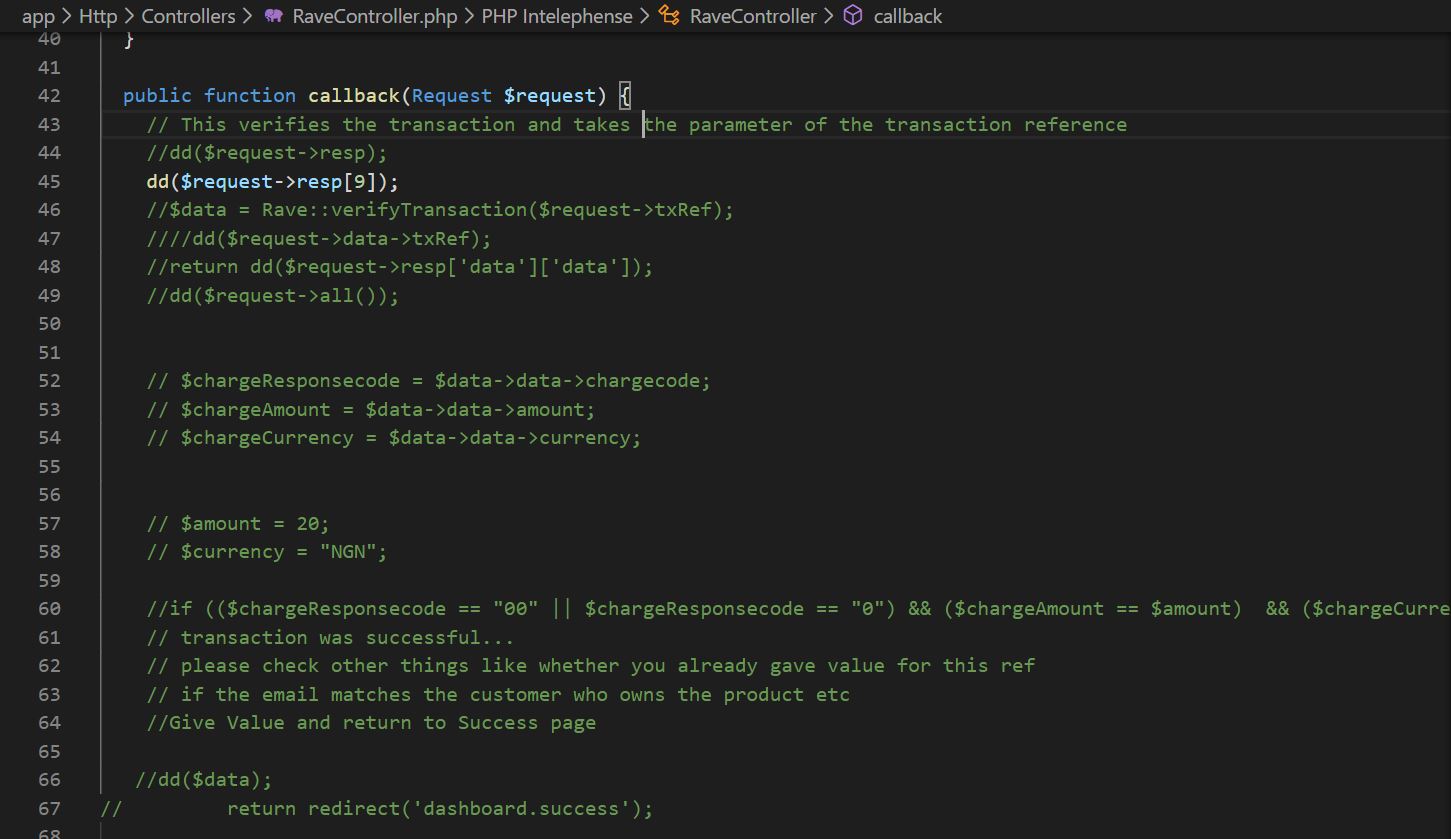 app > Http > Controllers > RaveController.php > PHP Intelephense > RaveController > callback
40 }
41
42 public function callback(Request $request) {
43 // This verifies the transaction and takes the parameter of the transaction reference
44 //dd($request->resp);
45 dd($request->resp[9]);
46 //$data = Rave::verifyTransaction($request->txRef);
47 ////dd($request->data->txRef);
48 //return dd($request->resp['data']['data']);
49 //dd($request->all());
50
51
52 // $chargeResponsecode = $data->data->chargecode;
53 // $chargeAmount = $data->data->amount;
54 // $chargeCurrency = $data->data->currency;
55
56
57 // $amount = 20;
58 // $currency = "NGN";
59
60 //if (($chargeResponsecode == "00" || $chargeResponsecode == "0") && ($chargeAmount == $amount)  && ($chargeCurre
61 // transaction was successful...
62 // please check other things like whether you already gave value for this ref
63 // if the email matches the customer who owns the product etc
64 //Give Value and return to Success page
65
66 //dd($data);
67 // return redirect('dashboard.success');
68